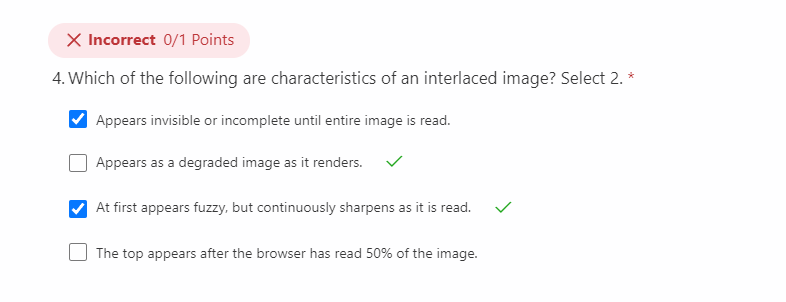 Incorrect 0/1 Points
4. Which of the following are characteristics of an interlaced image? Select 2. *
Appears invisible or incomplete until entire image is read.
Appears as a degraded image as it renders.
At first appears fuzzy, but continuously sharpens as it is read.
The top appears after the browser has read 50% of the image.